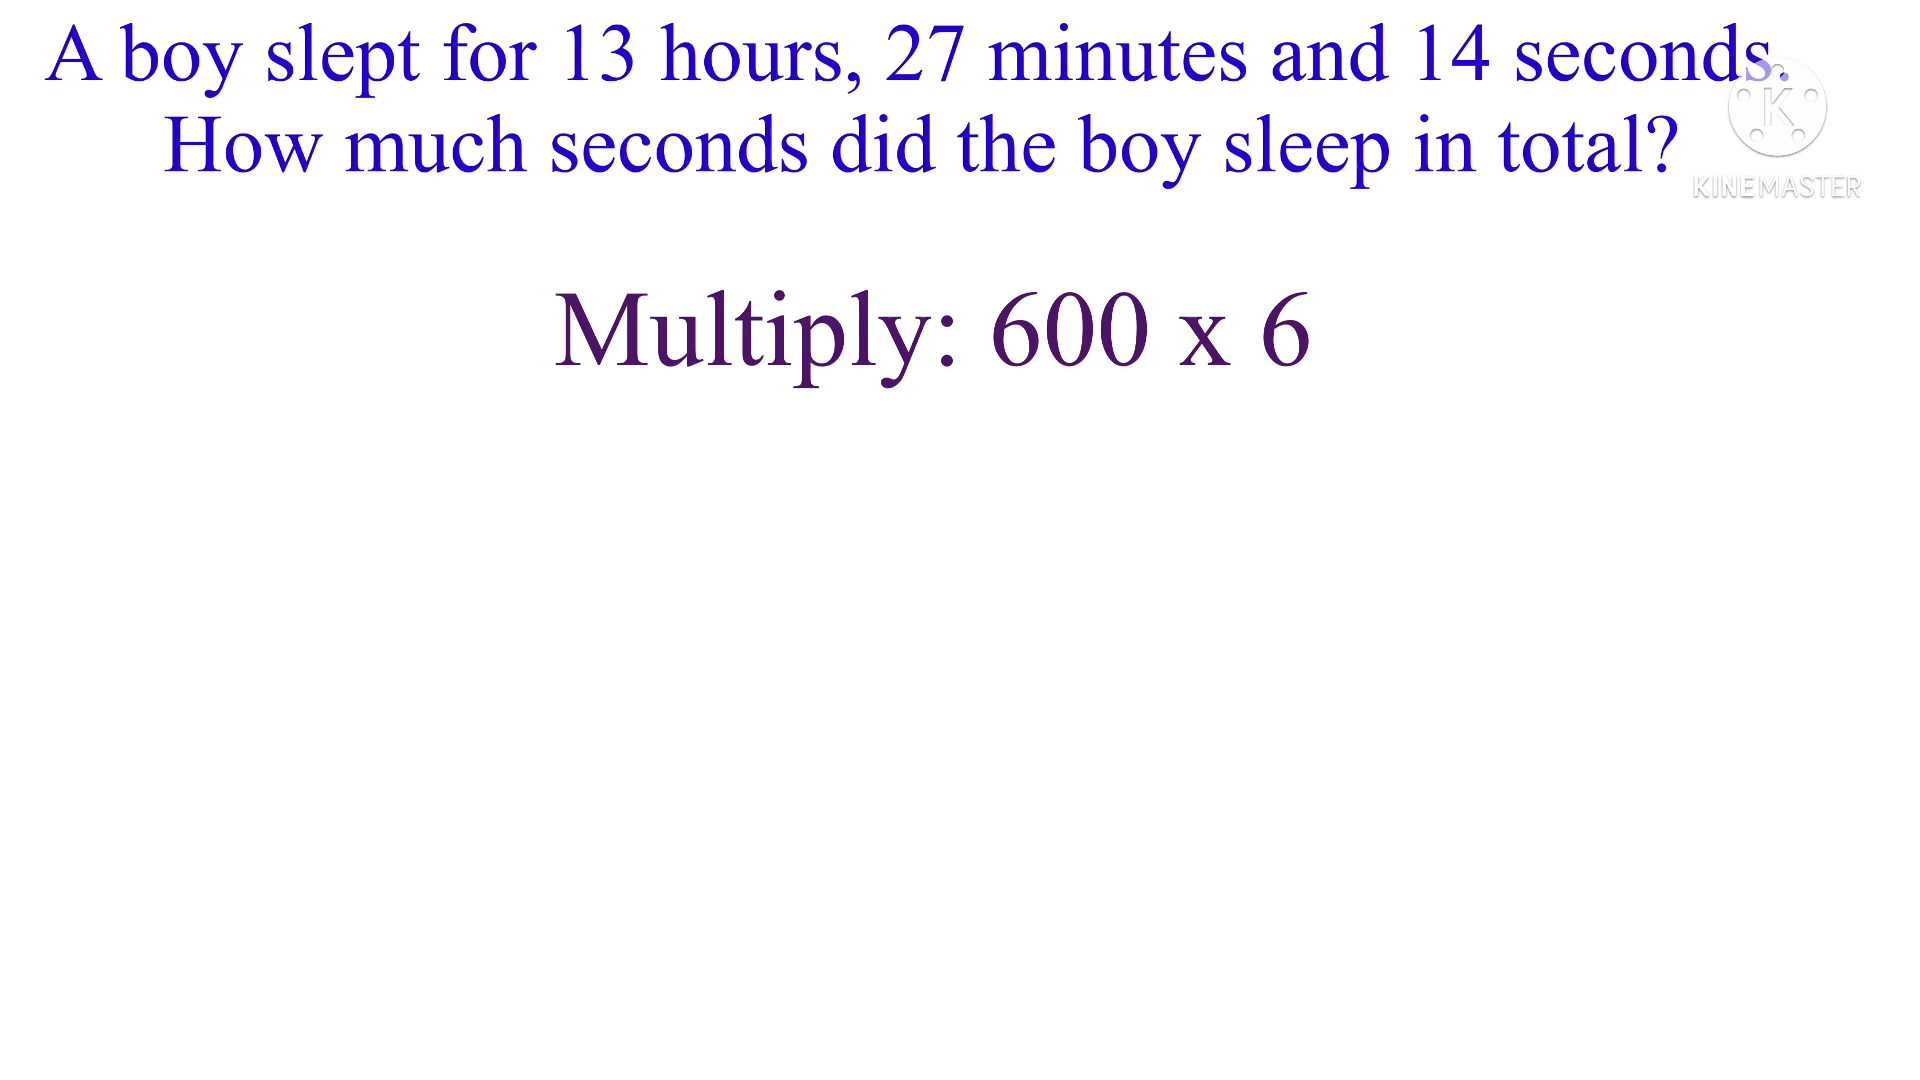 A boy slept for 13 hours, 27 minutes and 14 seconds.
How much seconds did the boy sleep in total?
K
KINEMASTER
Multiply: 600 x 6